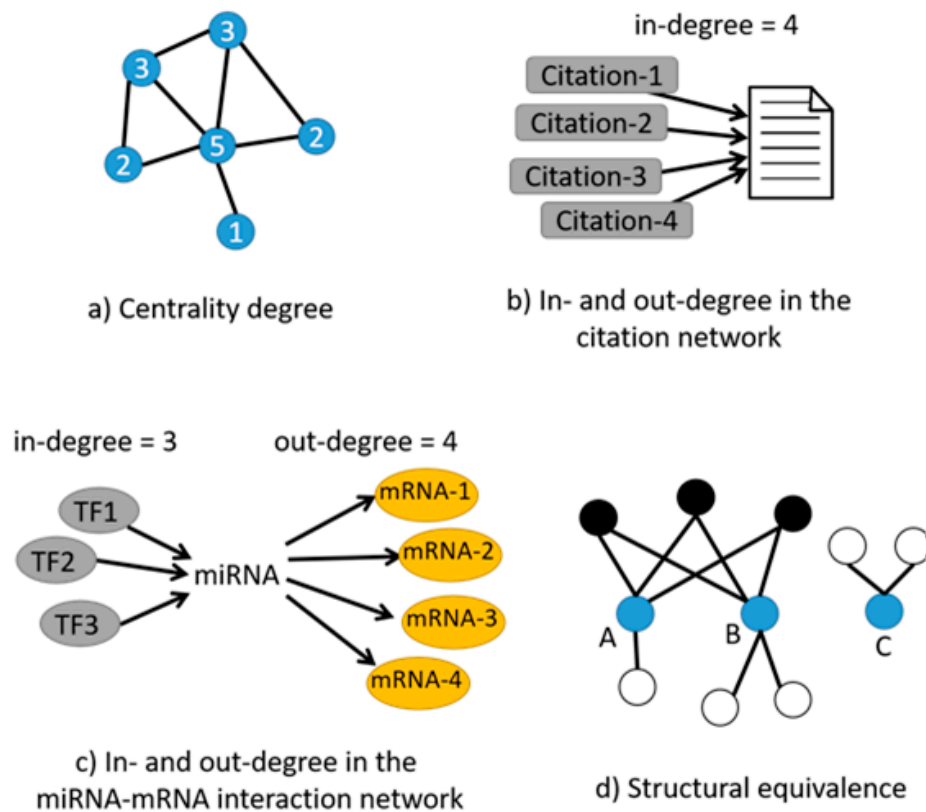 3
3
2
5
2
1
a) Centrality degree
in-degree = 4
Citation-1
Citation-2
Citation-3
Citation-4
b) In- and out-degree in the
citation network
in-degree = 3
out-degree = 4
TF1
TF2
TF3
miRNA
mRNA-1
mRNA-2
mRNA-3
mRNA-4
c) In- and out-degree in the
miRNA-mRNA interaction network
A
B
C
d) Structural equivalence